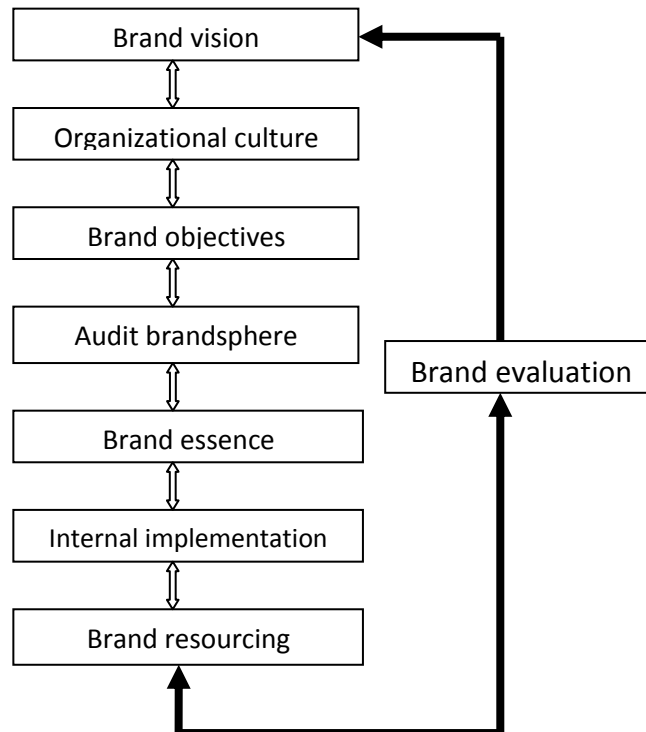 Brand vision
Organizational culture
Brand objectives
Audit brandsphere
Brand evaluation
Brand essence
Internal implementation
Brand resourcing